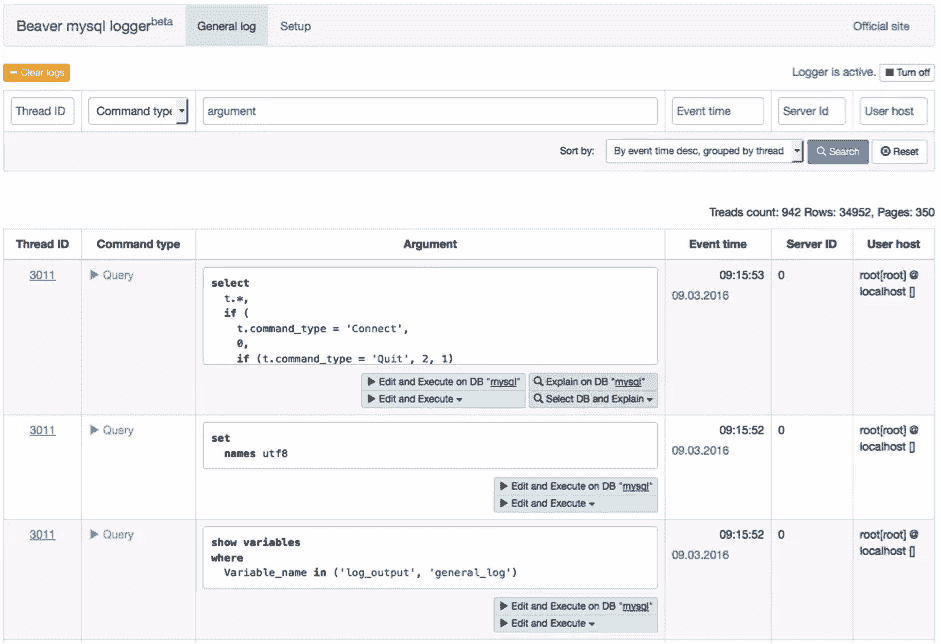 Beaver mysql logger beta General log Setup Official site
Clear logs Logger is active. Turn off
Thread ID Command type argument Event time Server Id User host
Sort by: By event time desc, grouped by thread Search Reset
Treads count: 942 Rows: 34952, Pages: 350
Thread ID Command type Argument Event time Server ID User host
3011 Query
select
t.*,
if (
t.command_type = 'Connect',
0,
if (t.command_type = 'Quit', 2, 1)
Edit and Execute on DB "mysql" Explain on DB "mysql"
Edit and Execute Select DB and Explain
09:15:53
09.03.2016
0
root[root] @
localhost []
3011 Query
set
names utf8
Edit and Execute on DB "mysql"
Edit and Execute
09:15:52
09.03.2016
0
root[root] @
localhost []
3011 Query
show variables
where
Variable_name in ('log_output', 'general_log')
Edit and Execute on DB "mysql"
Edit and Execute
09:15:52
09.03.2016
0
root[root] @
localhost []